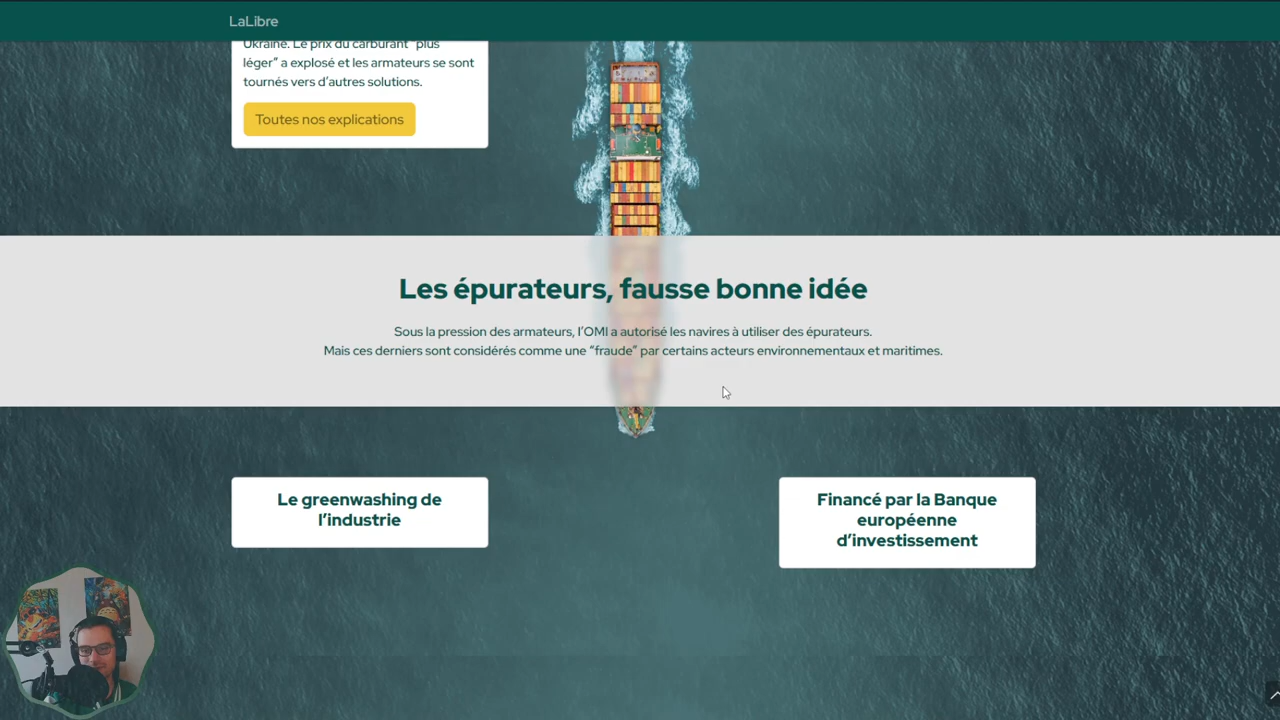 LaLibre
Ukraine. Le prix du carburant “plus
léger” a explosé et les armateurs se sont
tournés vers d’autres solutions.
Toutes nos explications
Les épurateurs, fausse bonne idée
Sous la pression des armateurs, l’OMI a autorisé les navires à utiliser des épurateurs.
Mais ces derniers sont considérés comme une “fraude” par certains acteurs environnementaux et maritimes.
Le greenwashing de
l’industrie
Financé par la Banque
européenne
d’investissement